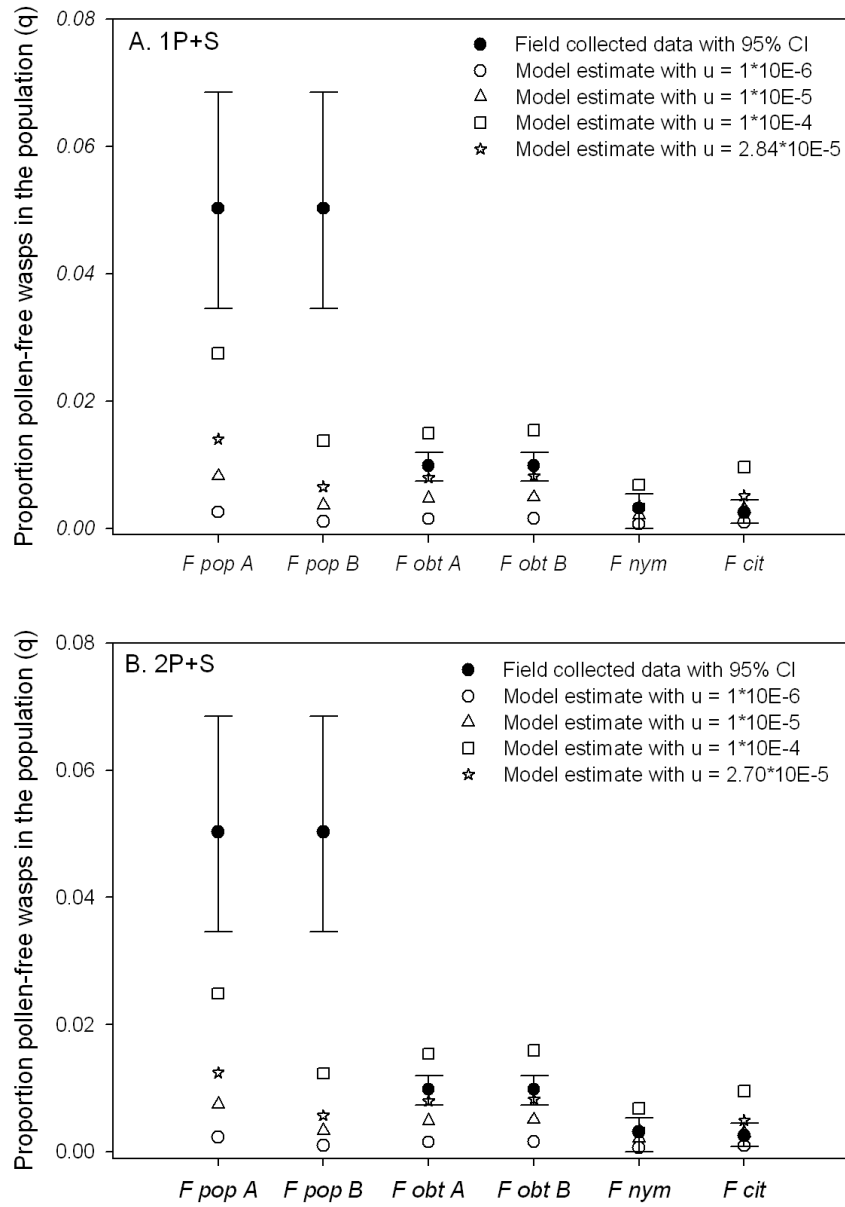 Proportion pollen-free wasps in the population (q)
A. 1P+S
Field collected data with 95% CI
Model estimate with u = 1*10E-6
Model estimate with u = 1*10E-5
Model estimate with u = 1*10E-4
Model estimate with u = 2.84*10E-5
0.08
0.06
0.04
0.02
0.00
F pop A
F pop B
F obt A
F obt B
F nym
F cit
Proportion pollen-free wasps in the population (q)
B. 2P+S
Field collected data with 95% CI
Model estimate with u = 1*10E-6
Model estimate with u = 1*10E-5
Model estimate with u = 1*10E-4
Model estimate with u = 2.70*10E-5
0.08
0.06
0.04
0.02
0.00
F pop A
F pop B
F obt A
F obt B
F nym
F cit